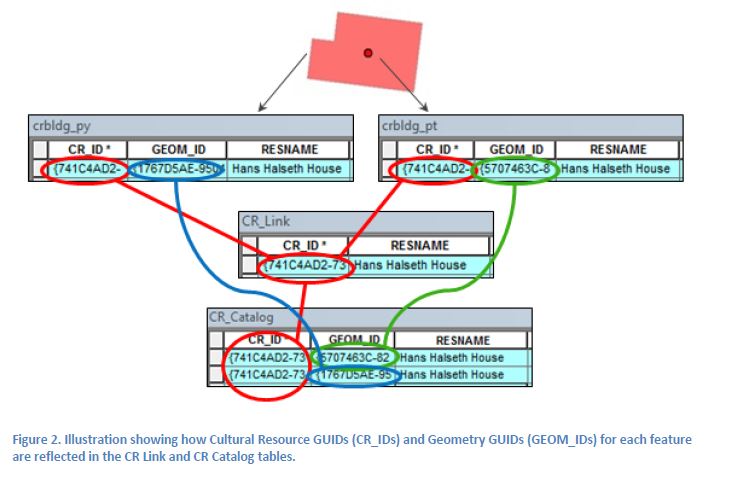 crbldg_py
crbldg_pt
CR_ID * GEOM_ID RESNAME
{741C4AD2- {1767D5AE-950 Hans Halseth House
CR_ID * GEOM_ID RESNAME
{741C4AD2- {5707463C-8 Hans Halseth House
CR_Link
CR_ID * RESNAME
{741C4AD2-73 Hans Halseth House
CR_Catalog
CR_ID GEOM_ID RESNAME
{741C4AD2-73 {5707463C-82 Hans Halseth House
{741C4AD2-73 {1767D5AE-95 Hans Halseth House
Figure 2. Illustration showing how Cultural Resource GUIDs (CR_IDs) and Geometry GUIDs (GEOM_IDs) for each feature
are reflected in the CR Link and CR Catalog tables.